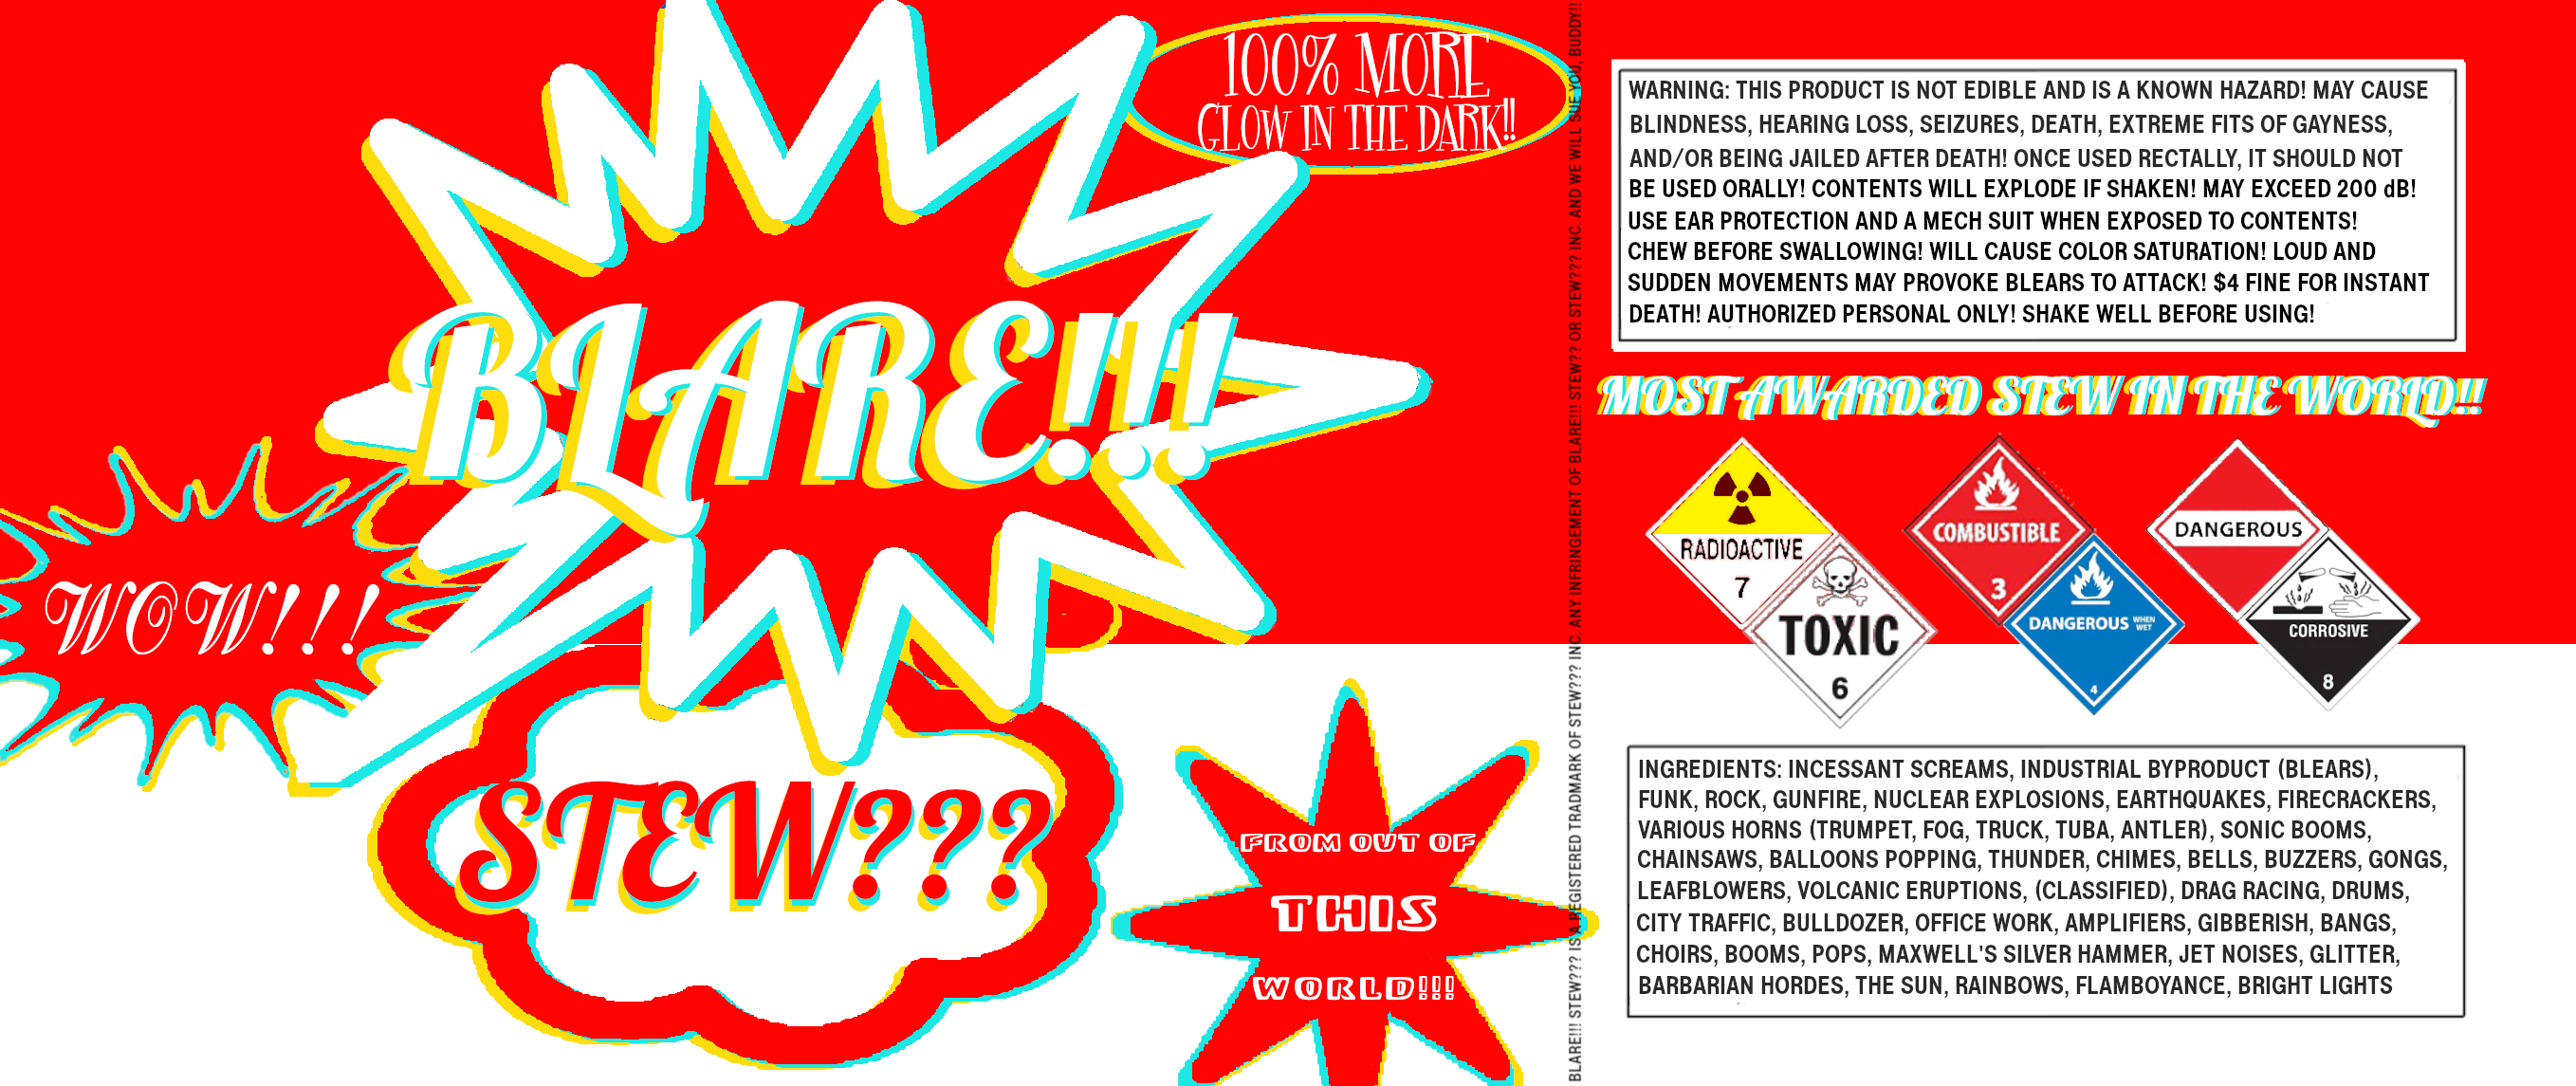 100% MORE
GLOW IN THE DARK!!
BLARE!!!
WOW!!!
STEW???
FROM OUT OF
THIS
WORLD!!!
BLARE!!! STEW??? IS A REGISTERED TRADMARK OF STEW??? INC. ANY INFRINGEMENT OF BLARE!!! STEW?? OR STEW??? INC. AND WE WILL SUE YOU, BUDDY!!
WARNING: THIS PRODUCT IS NOT EDIBLE AND IS A KNOWN HAZARD! MAY CAUSE
BLINDNESS, HEARING LOSS, SEIZURES, DEATH, EXTREME FITS OF GAYNESS,
AND/OR BEING JAILED AFTER DEATH! ONCE USED RECTALLY, IT SHOULD NOT
BE USED ORALLY! CONTENTS WILL EXPLODE IF SHAKEN! MAY EXCEED 200 dB!
USE EAR PROTECTION AND A MECH SUIT WHEN EXPOSED TO CONTENTS!
CHEW BEFORE SWALLOWING! WILL CAUSE COLOR SATURATION! LOUD AND
SUDDEN MOVEMENTS MAY PROVOKE BLEARS TO ATTACK! $4 FINE FOR INSTANT
DEATH! AUTHORIZED PERSONAL ONLY! SHAKE WELL BEFORE USING!
MOST AWARDED STEW IN THE WORLD!!
RADIOACTIVE
7
TOXIC
6
COMBUSTIBLE
3
DANGEROUS WHEN WET
4
DANGEROUS
CORROSIVE
8
INGREDIENTS: INCESSANT SCREAMS, INDUSTRIAL BYPRODUCT (BLEARS),
FUNK, ROCK, GUNFIRE, NUCLEAR EXPLOSIONS, EARTHQUAKES, FIRECRACKERS,
VARIOUS HORNS (TRUMPET, FOG, TRUCK, TUBA, ANTLER), SONIC BOOMS,
CHAINSAWS, BALLOONS POPPING, THUNDER, CHIMES, BELLS, BUZZERS, GONGS,
LEAFBLOWERS, VOLCANIC ERUPTIONS, (CLASSIFIED), DRAG RACING, DRUMS,
CITY TRAFFIC, BULLDOZER, OFFICE WORK, AMPLIFIERS, GIBBERISH, BANGS,
CHOIRS, BOOMS, POPS, MAXWELL'S SILVER HAMMER, JET NOISES, GLITTER,
BARBARIAN HORDES, THE SUN, RAINBOWS, FLAMBOYANCE, BRIGHT LIGHTS